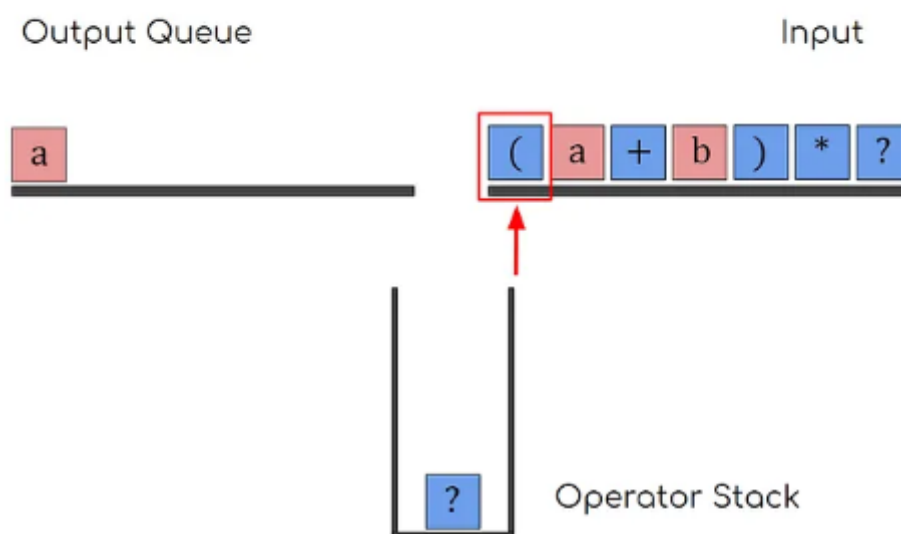 Output Queue Input
a ( a + b ) * ?
? Operator Stack